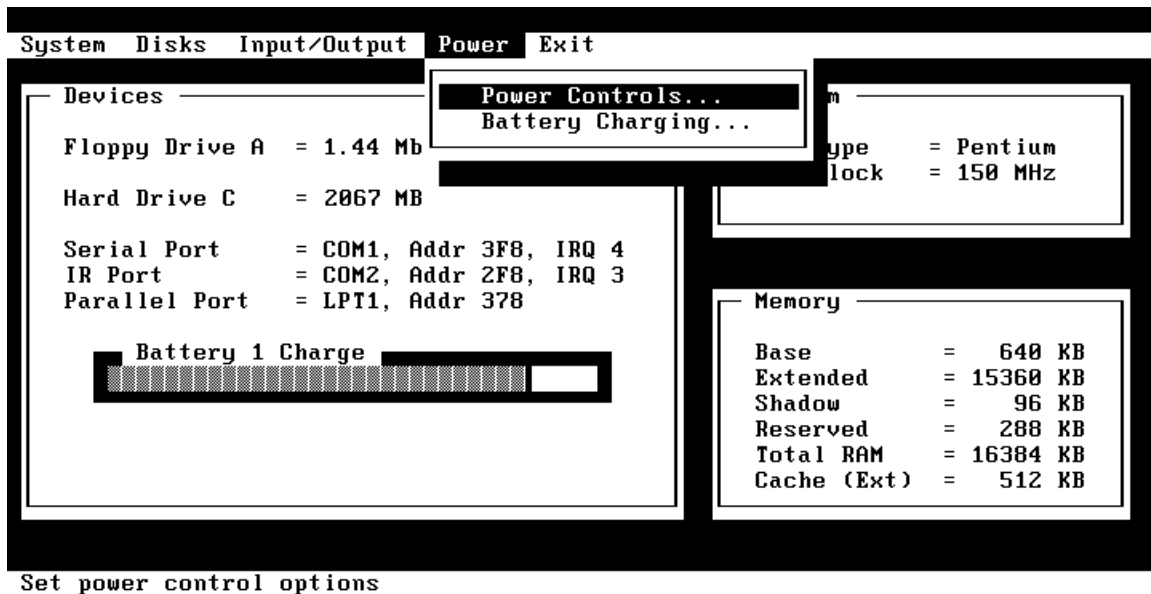 System Disks Input/Output Power Exit
Power Controls...
Battery Charging...
Devices
Floppy Drive A = 1.44 Mb
Hard Drive C = 2067 MB
Serial Port = COM1, Addr 3F8, IRQ 4
IR Port = COM2, Addr 2F8, IRQ 3
Parallel Port = LPT1, Addr 378
Battery 1 Charge
m
ype = Pentium
lock = 150 MHz
Memory
Base = 640 KB
Extended = 15360 KB
Shadow = 96 KB
Reserved = 288 KB
Total RAM = 16384 KB
Cache (Ext) = 512 KB
Set power control options